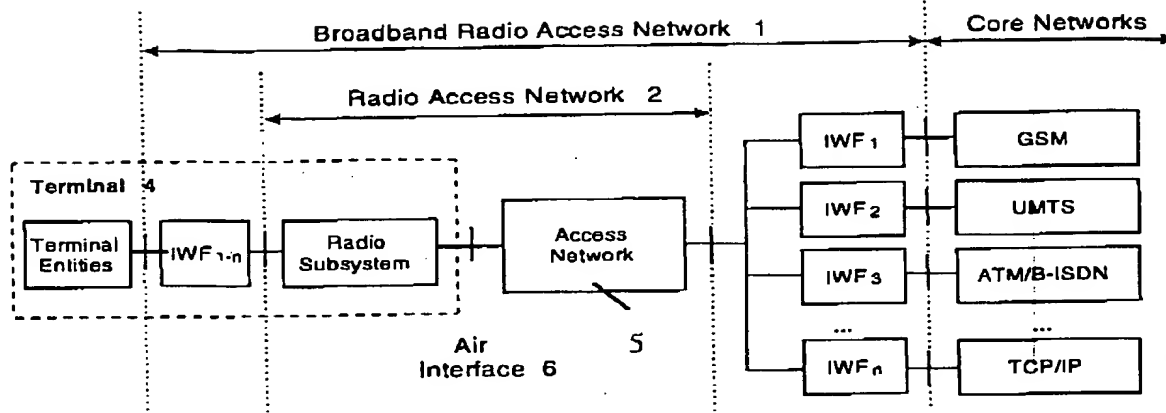 Broadband Radio Access Network 1
Core Networks
Radio Access Network 2
Terminal 4
Terminal
Entities
IWF1-n
Radio
Subsystem
Access
Network
IWF1
GSM
IWF2
UMTS
IWF3
ATM/B-ISDN
...
...
IWFn
TCP/IP
Air
Interface 6
5